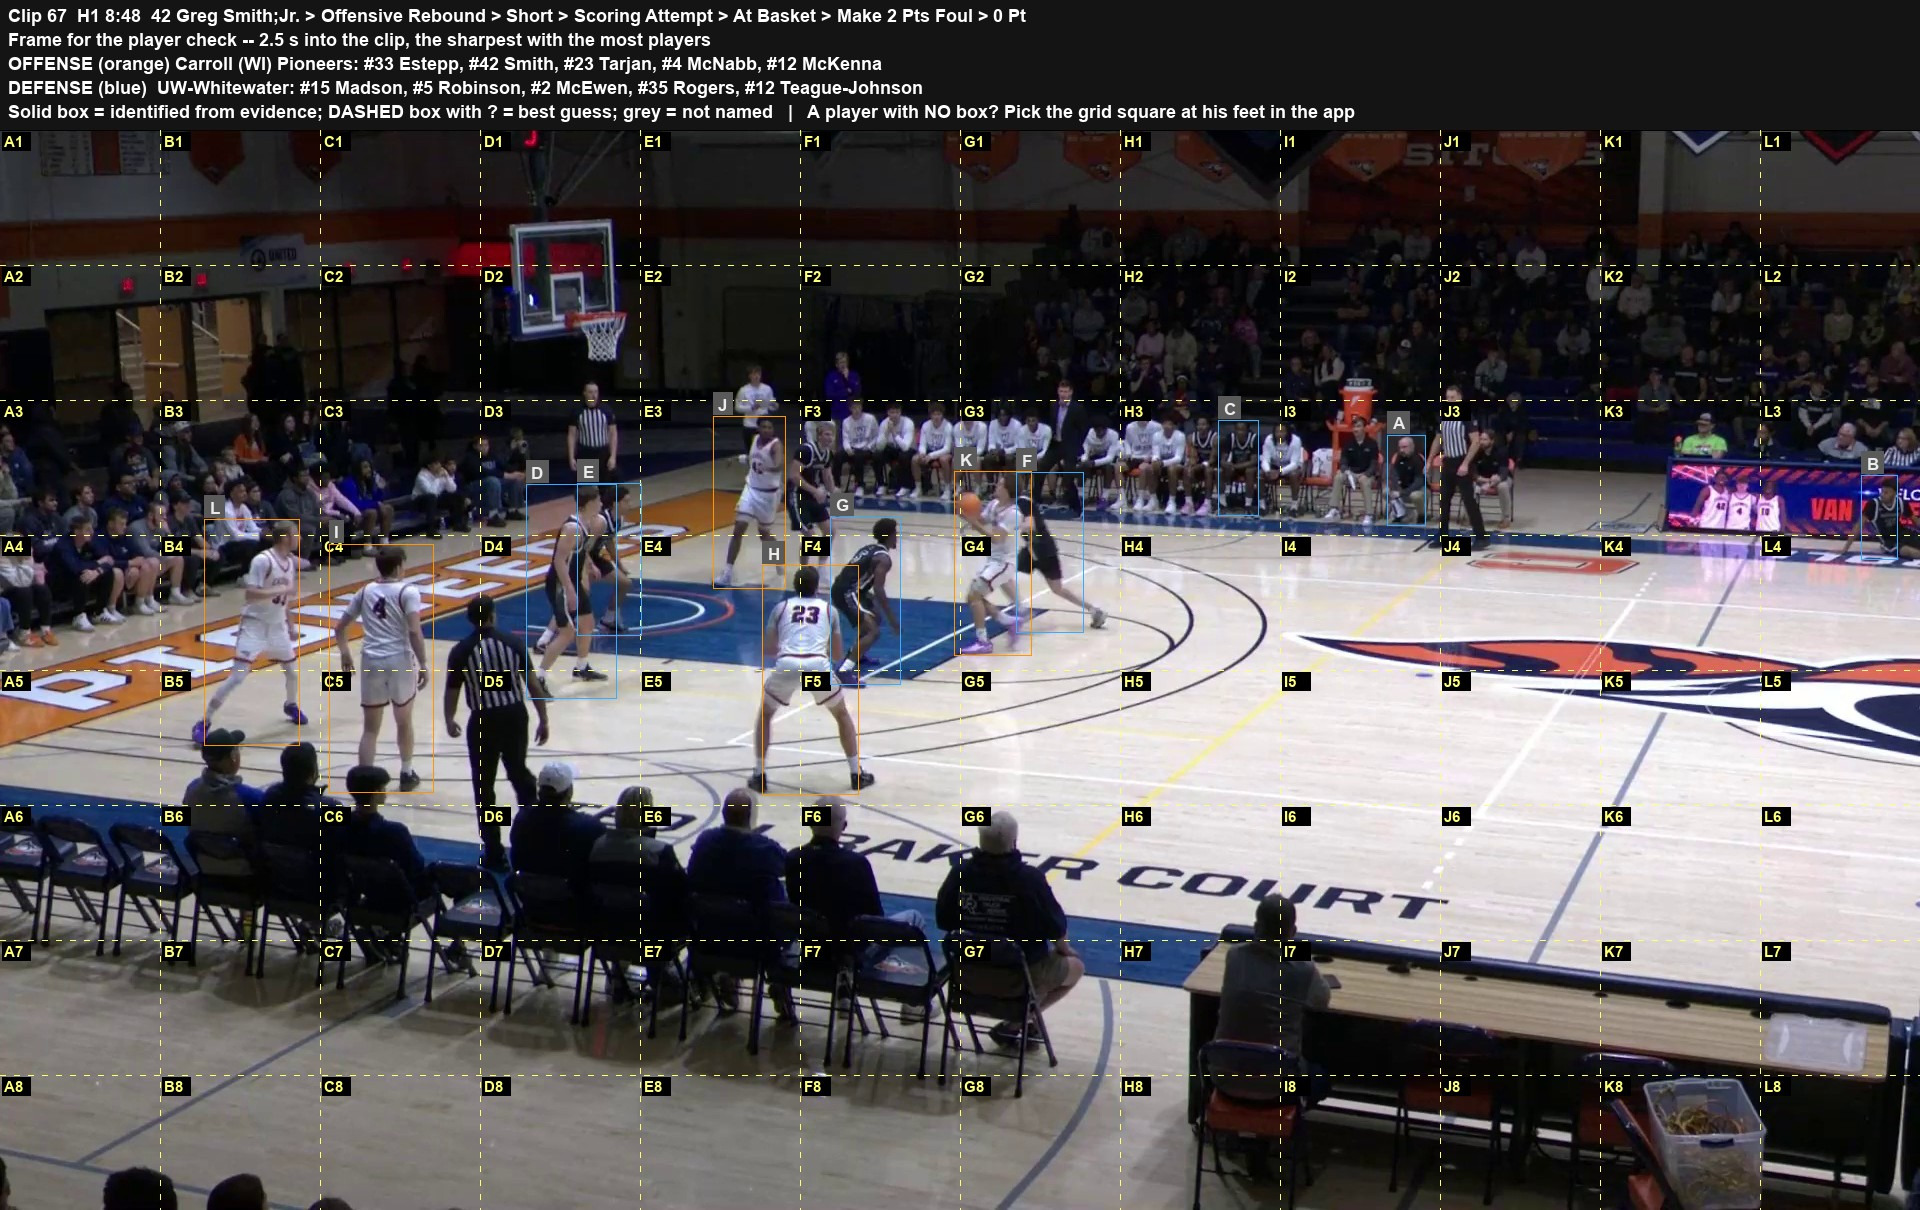 Clip 67  H1 8:48  42 Greg Smith;Jr. > Offensive Rebound > Short > Scoring Attempt > At Basket > Make 2 Pts Foul > 0 Pt
Frame for the player check -- 2.5 s into the clip, the sharpest with the most players
OFFENSE (orange) Carroll (WI) Pioneers: #33 Estepp, #42 Smith, #23 Tarjan, #4 McNabb, #12 McKenna
DEFENSE (blue)  UW-Whitewater: #15 Madson, #5 Robinson, #2 McEwen, #35 Rogers, #12 Teague-Johnson
Solid box = identified from evidence; DASHED box with ? = best guess; grey = not named   |   A player with NO box? Pick the grid square at his feet in the app
A1 B1 C1 D1 E1 F1 G1 H1 I1 J1 K1 L1
A2 B2 C2 D2 E2 F2 G2 H2 I2 J2 K2 L2
UNITED
A3 B3 C3 D3 E3 F3 G3 H3 I3 J3 K3 L3
J C A
D E K F B
L G
I H
VAN
A4 B4 C4 D4 E4 F4 G4 H4 I4 J4 K4 L4
4
23
PIONEERS
A5 B5 C5 D5 E5 F5 G5 H5 I5 J5 K5 L5
A6 B6 C6 D6 E6 F6 G6 H6 I6 J6 K6 L6
BAKER COURT
A7 B7 C7 D7 E7 F7 G7 H7 I7 J7 K7 L7
A8 B8 C8 D8 E8 F8 G8 H8 I8 J8 K8 L8